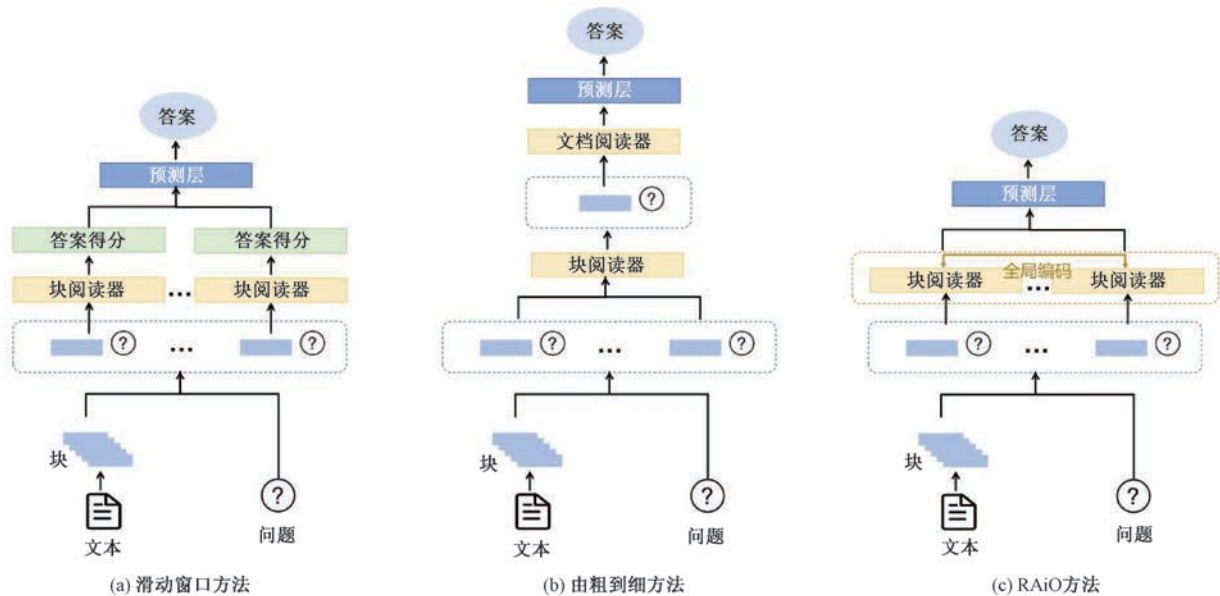 答案
预测层
答案得分 答案得分
块阅读器 ... 块阅读器
? ... ?
块
?
文本 问题
(a) 滑动窗口方法
答案
预测层
文档阅读器
?
块阅读器
? ... ?
块
?
文本 问题
(b) 由粗到细方法
答案
预测层
全局编码
块阅读器 ... 块阅读器
? ... ?
块
?
文本 问题
(c) RAiO方法